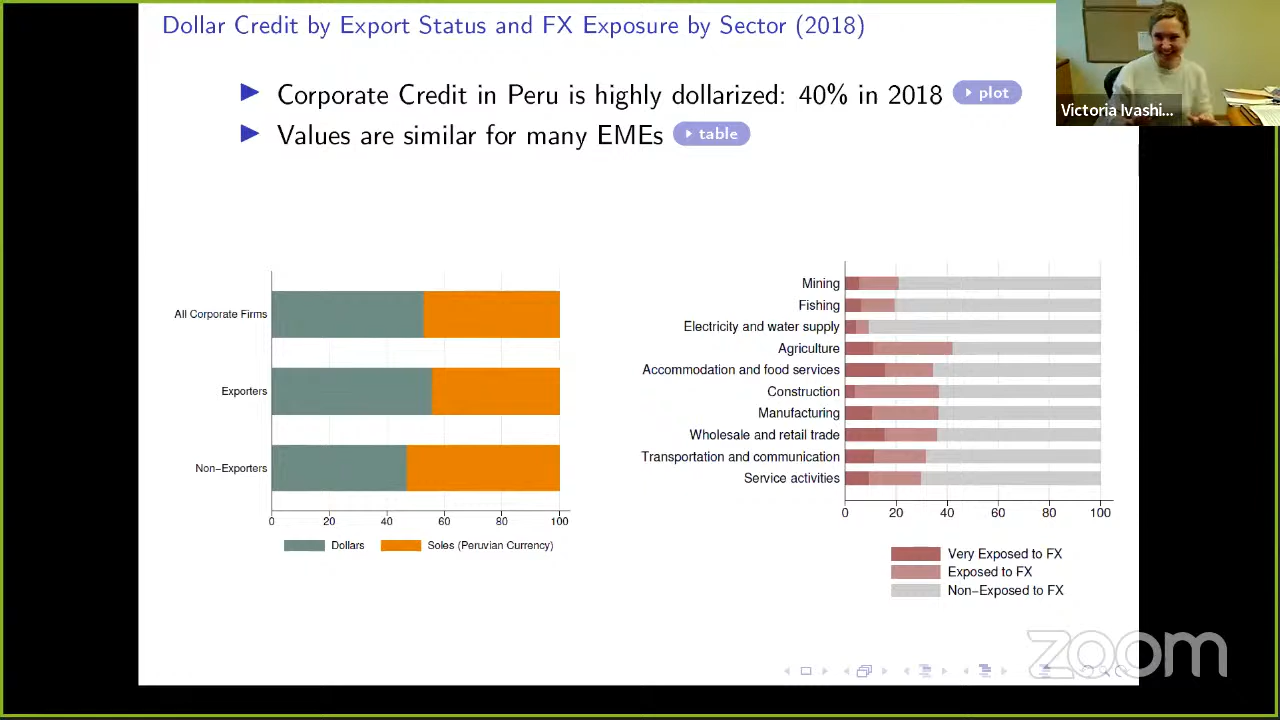 Dollar Credit by Export Status and FX Exposure by Sector (2018)
Corporate Credit in Peru is highly dollarized: 40% in 2018 plot
Values are similar for many EMEs table
Victoria Ivashi...
All Corporate Firms
Exporters
Non-Exporters
0 20 40 60 80 100
Dollars Soles (Peruvian Currency)
Mining
Fishing
Electricity and water supply
Agriculture
Accommodation and food services
Construction
Manufacturing
Wholesale and retail trade
Transportation and communication
Service activities
0 20 40 60 80 100
Very Exposed to FX
Exposed to FX
Non-Exposed to FX
zoom